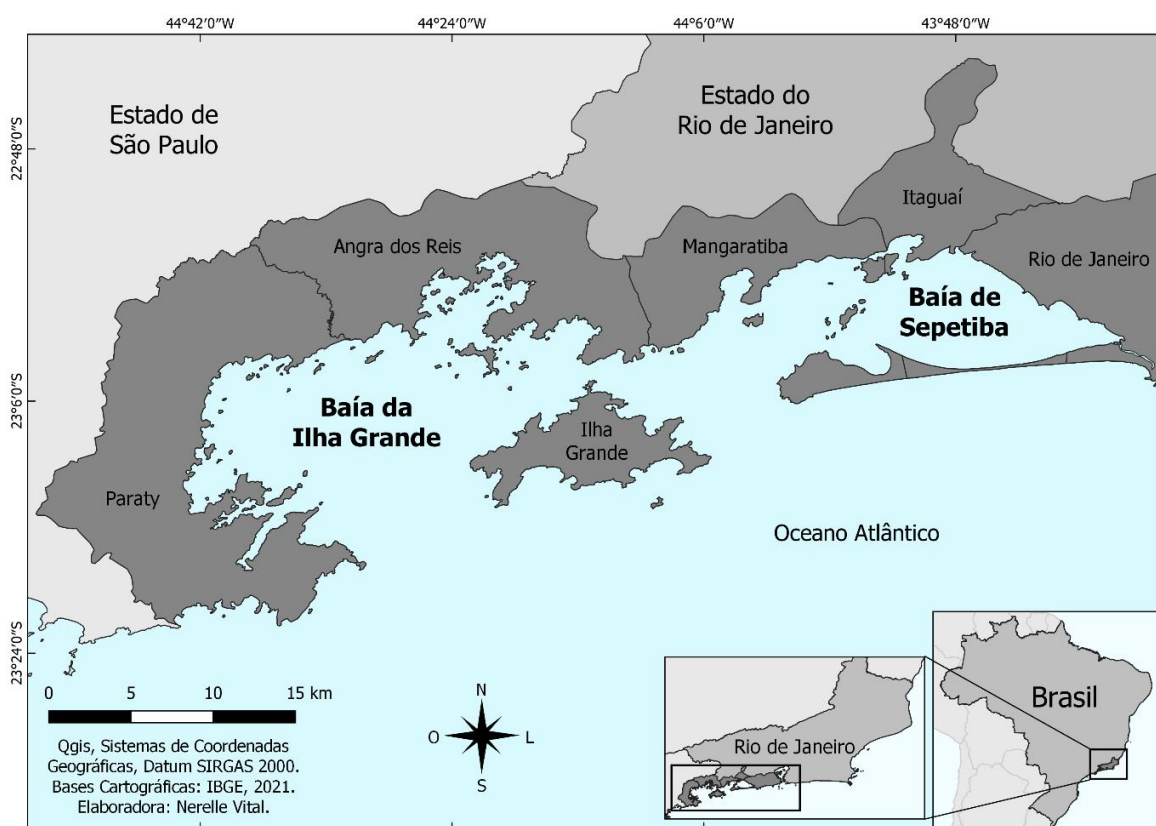 44°42'0"W
44°24'0"W
44°6'0"W
43°48'0"W
22°48'0"S
23°6'0"S
23°24'0"S
Estado de
São Paulo
Estado do
Rio de Janeiro
Itaguaí
Angra dos Reis
Mangaratiba
Rio de Janeiro
Baía de
Sepetiba
Baía da
Ilha Grande
Ilha
Grande
Paraty
Oceano Atlântico
0 5 10 15 km
Qgis, Sistemas de Coordenadas
Geográficas, Datum SIRGAS 2000.
Bases Cartográficas: IBGE, 2021.
Elaboradora: Nerelle Vital.
N
O L
S
Rio de Janeiro
Brasil